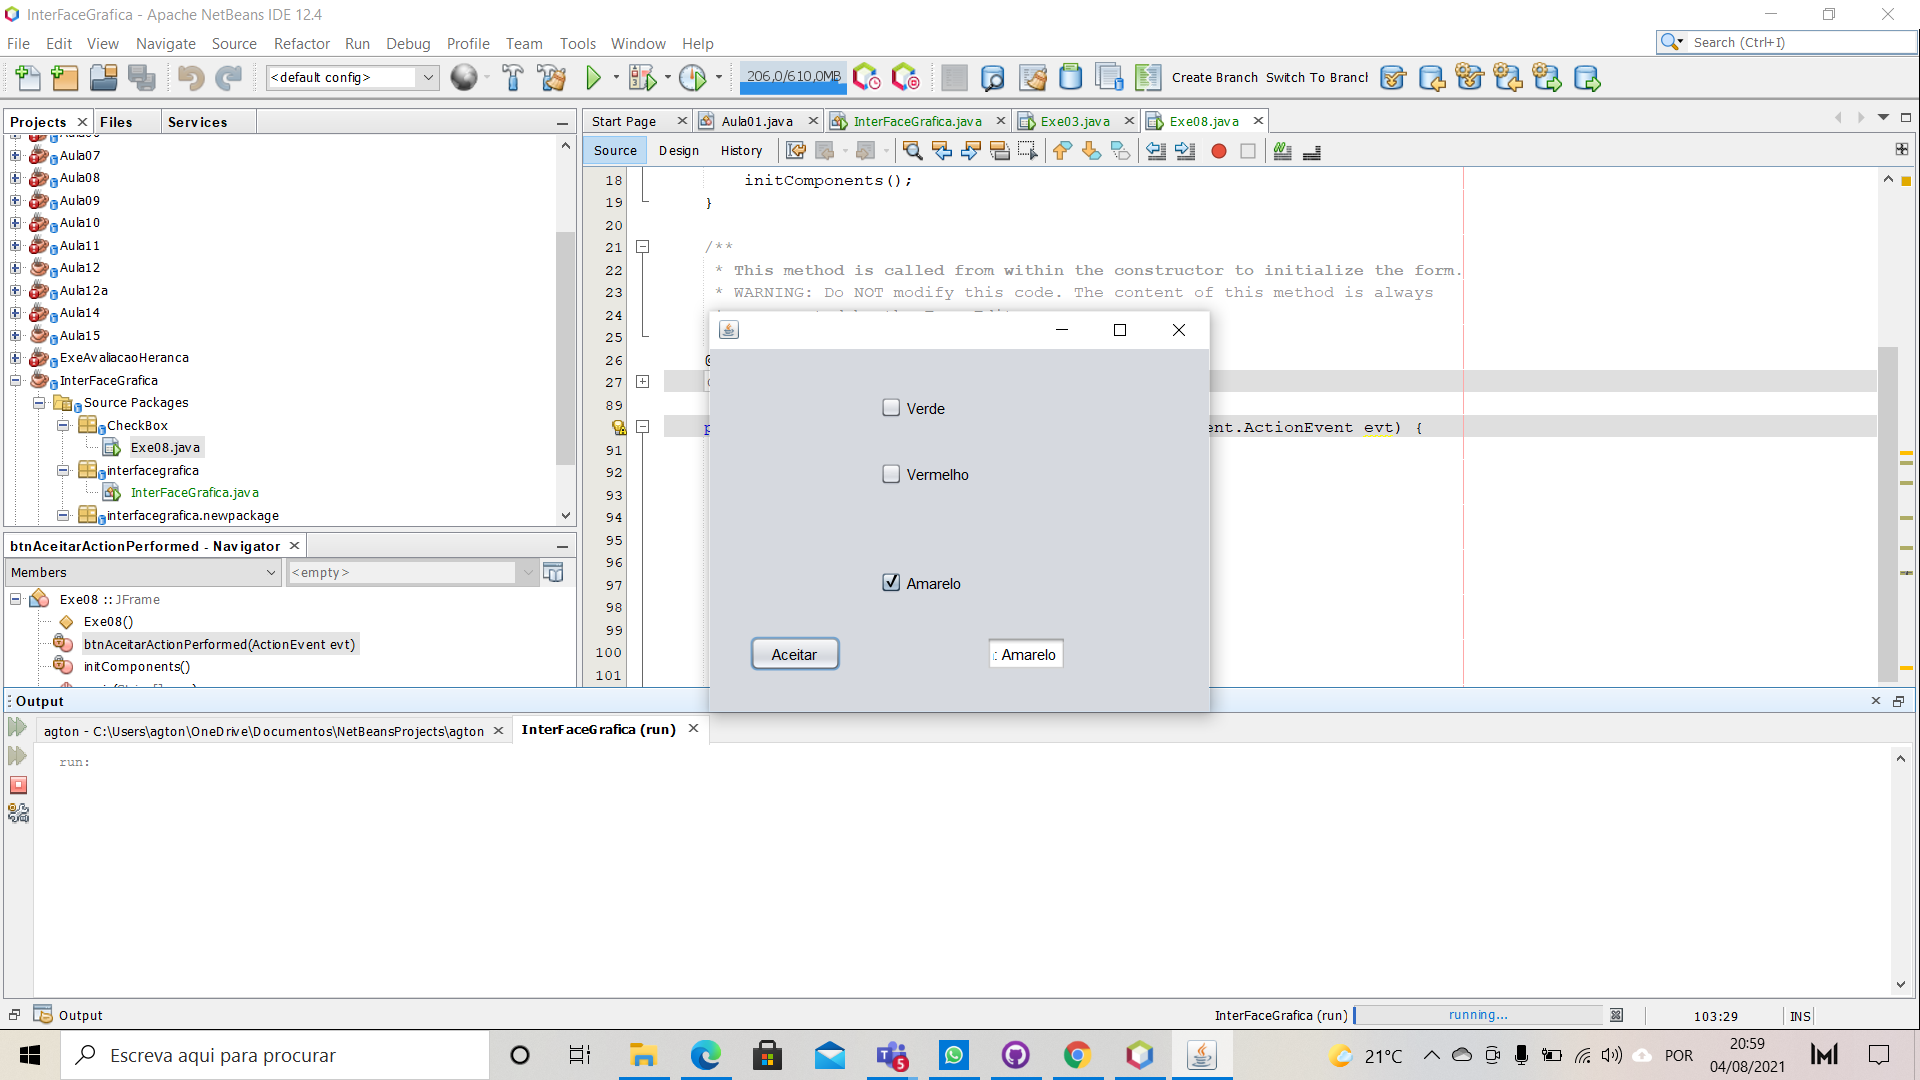 InterFaceGrafica - Apache NetBeans IDE 12.4
File Edit View Navigate Source Refactor Run Debug Profile Team Tools Window Help
Search (Ctrl+I)
<default config>
206,0/610,0MB
Create Branch Switch To Branch
Projects Files Services
Aula07
Aula08
Aula09
Aula10
Aula11
Aula12
Aula12a
Aula14
Aula15
ExeAvaliacaoHeranca
InterFaceGrafica
Source Packages
CheckBox
Exe08.java
interfacegrafica
InterFaceGrafica.java
interfacegrafica.newpackage
btnAceitarActionPerformed - Navigator
Members <empty>
Exe08 :: JFrame
Exe08()
btnAceitarActionPerformed(ActionEvent evt)
initComponents()
Start Page Aula01.java InterFaceGrafica.java Exe03.java Exe08.java
Source Design History
18 initComponents();
19 }
20
21 /**
22 * This method is called from within the constructor to initialize the form.
23 * WARNING: Do NOT modify this code. The content of this method is always
24
25
26
27
89
ent.ActionEvent evt) {
91
92
93
94
95
96
97
98
99
100
101
Verde
Vermelho
Amarelo
Aceitar
: Amarelo
Output
agton - C:\Users\agton\OneDrive\Documentos\NetBeansProjects\agton InterFaceGrafica (run)
run:
Output
InterFaceGrafica (run) running... 103:29 INS
Escreva aqui para procurar
5
21°C
POR
20:59
04/08/2021